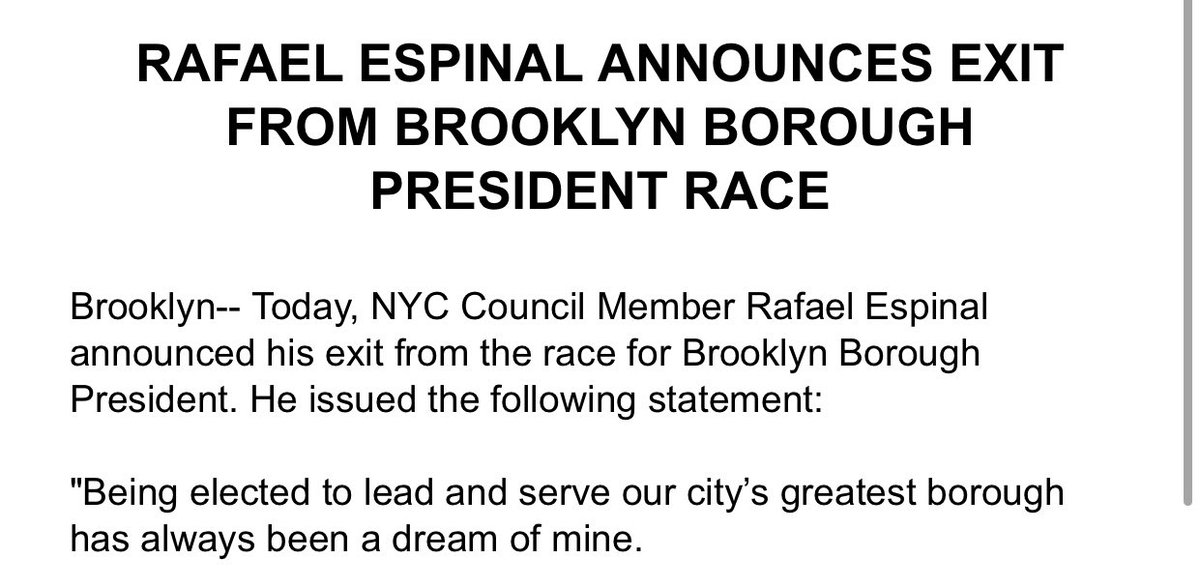 RAFAEL ESPINAL ANNOUNCES EXIT
FROM BROOKLYN BOROUGH
PRESIDENT RACE
Brooklyn-- Today, NYC Council Member Rafael Espinal
announced his exit from the race for Brooklyn Borough
President. He issued the following statement:
"Being elected to lead and serve our city’s greatest borough
has always been a dream of mine.